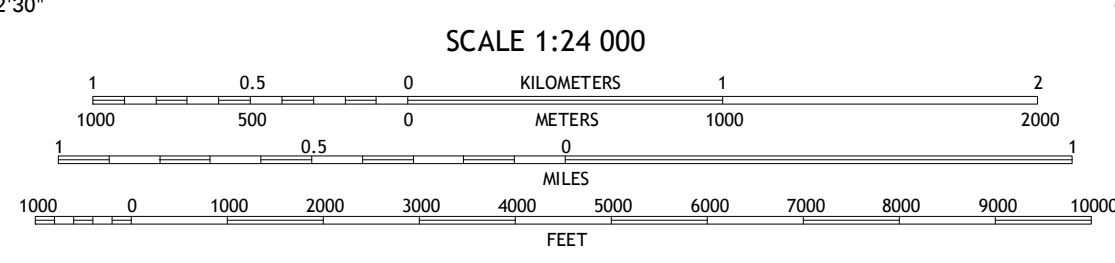 2'30"
SCALE 1:24 000
1 0.5 0 KILOMETERS 1 2
1000 500 0 METERS 1000 2000
1 0.5 0 1
MILES
1000 0 1000 2000 3000 4000 5000 6000 7000 8000 9000 10000
FEET